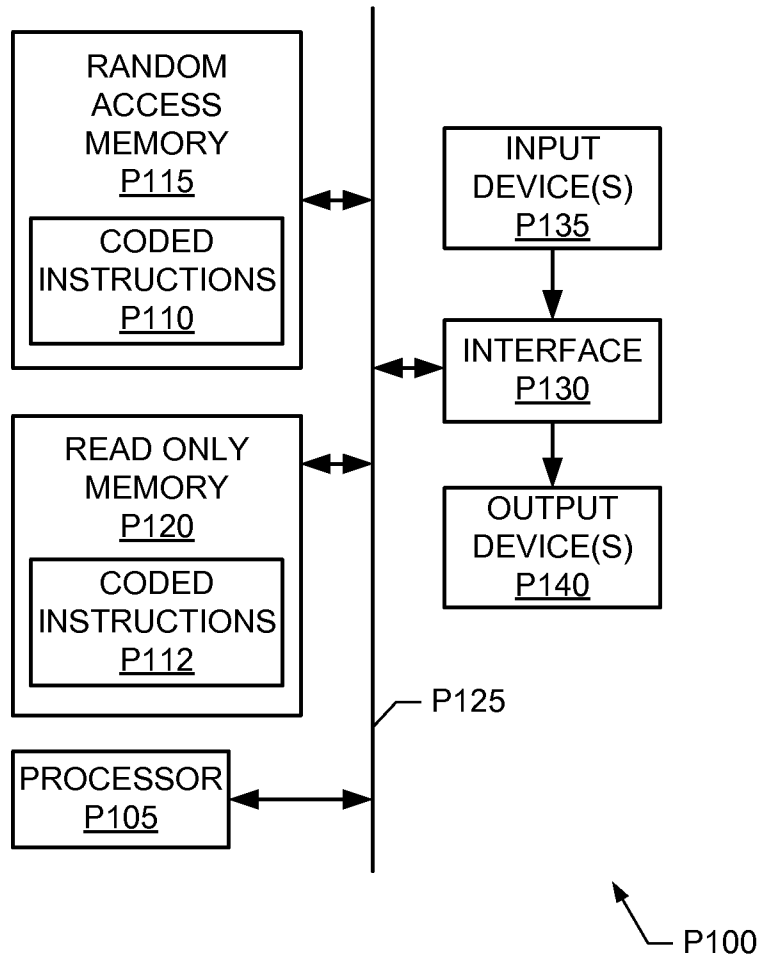 RANDOM
ACCESS
MEMORY
P115
CODED
INSTRUCTIONS
P110
READ ONLY
MEMORY
P120
CODED
INSTRUCTIONS
P112
PROCESSOR
P105
INPUT
DEVICE(S)
P135
INTERFACE
P130
OUTPUT
DEVICE(S)
P140
P125
P100